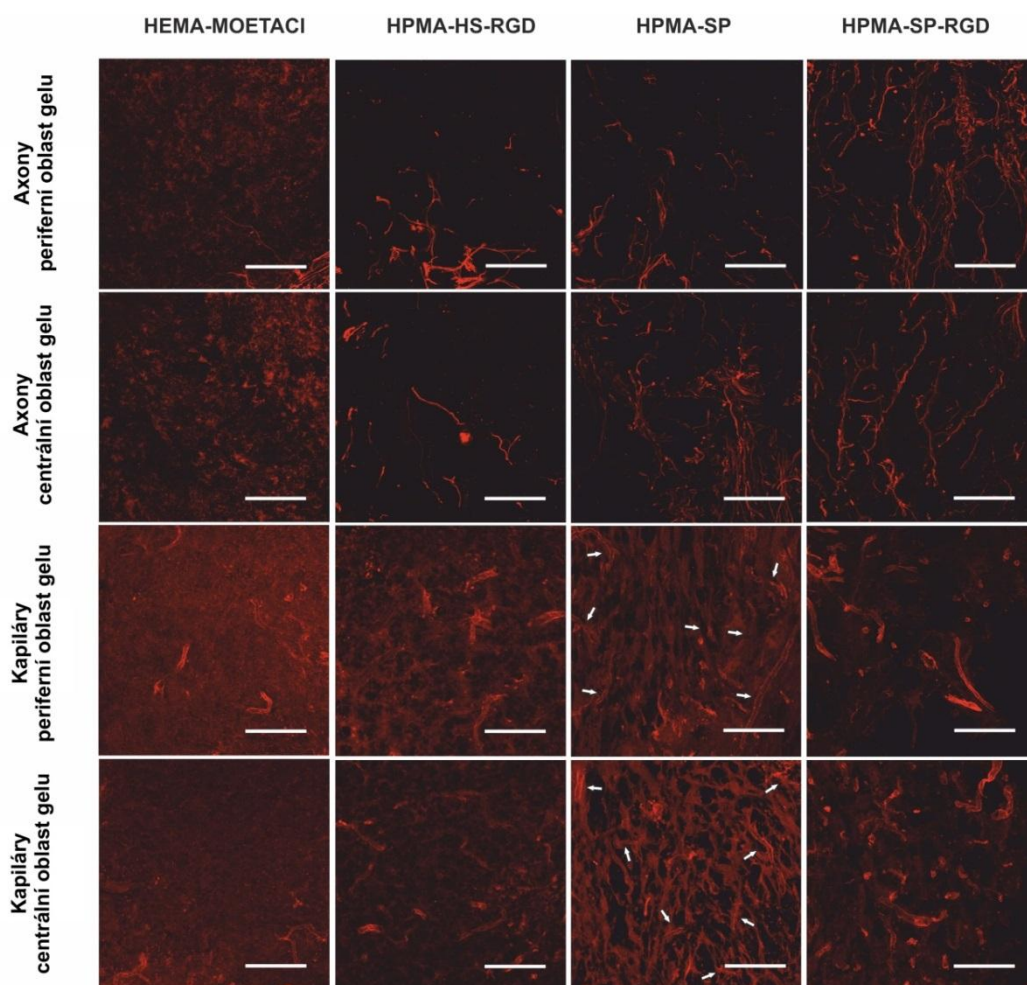 HEMA-MOETACl HPMA-HS-RGD HPMA-SP HPMA-SP-RGD
Axony
periferní oblast gelu
Axony
centrální oblast gelu
Kapiláry
periferní oblast gelu
Kapiláry
centrální oblast gelu